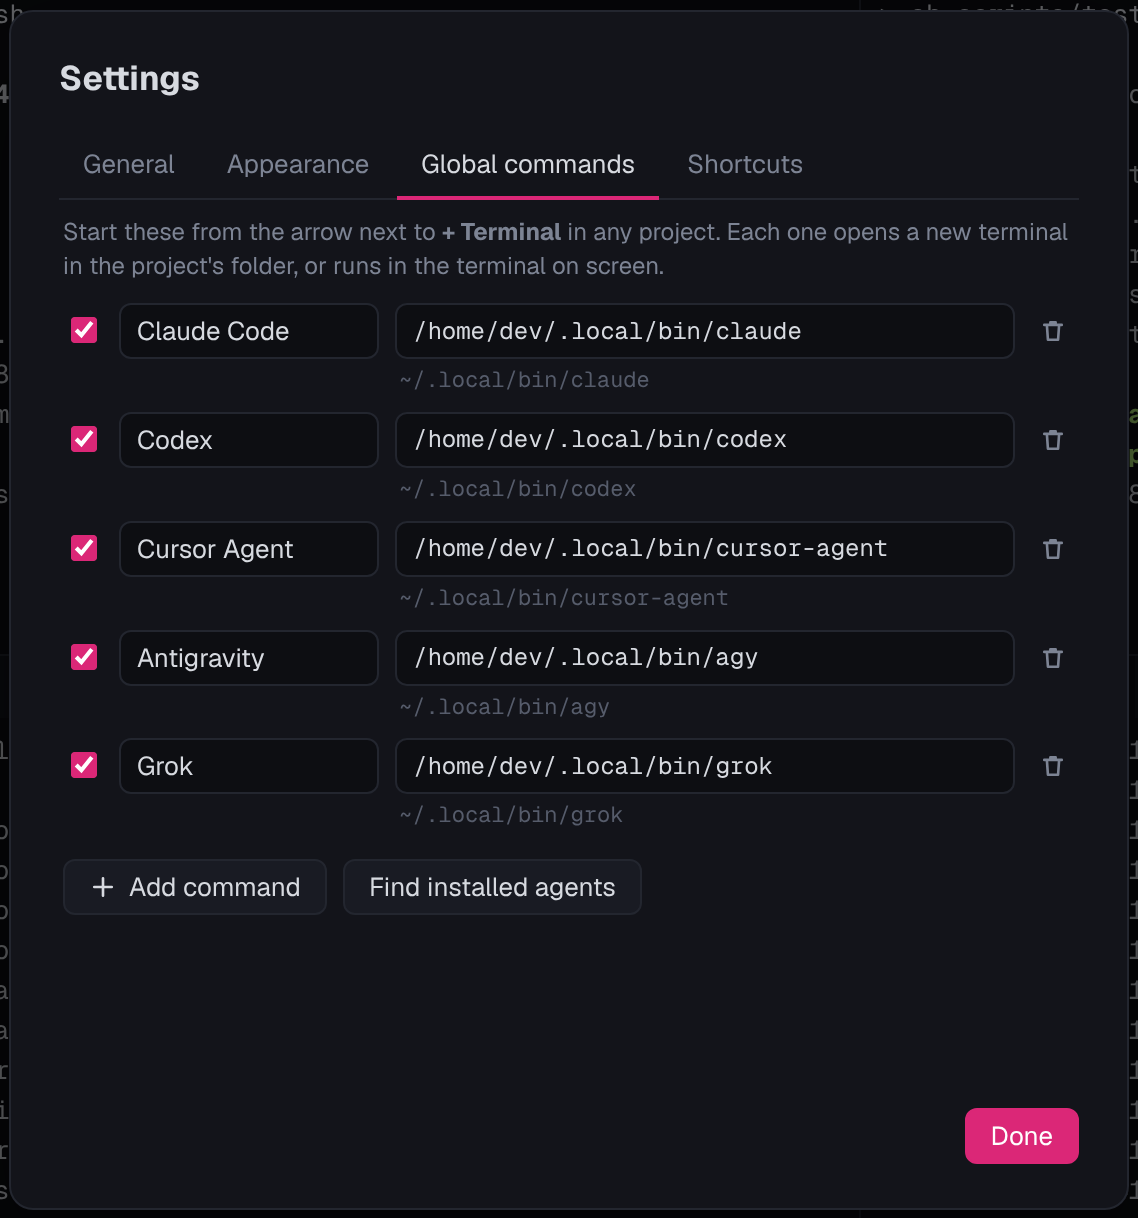 Settings
General Appearance Global commands Shortcuts
Start these from the arrow next to + Terminal in any project. Each one opens a new terminal
in the project's folder, or runs in the terminal on screen.
Claude Code /home/dev/.local/bin/claude
~/.local/bin/claude
Codex /home/dev/.local/bin/codex
~/.local/bin/codex
Cursor Agent /home/dev/.local/bin/cursor-agent
~/.local/bin/cursor-agent
Antigravity /home/dev/.local/bin/agy
~/.local/bin/agy
Grok /home/dev/.local/bin/grok
~/.local/bin/grok
+ Add command Find installed agents
Done